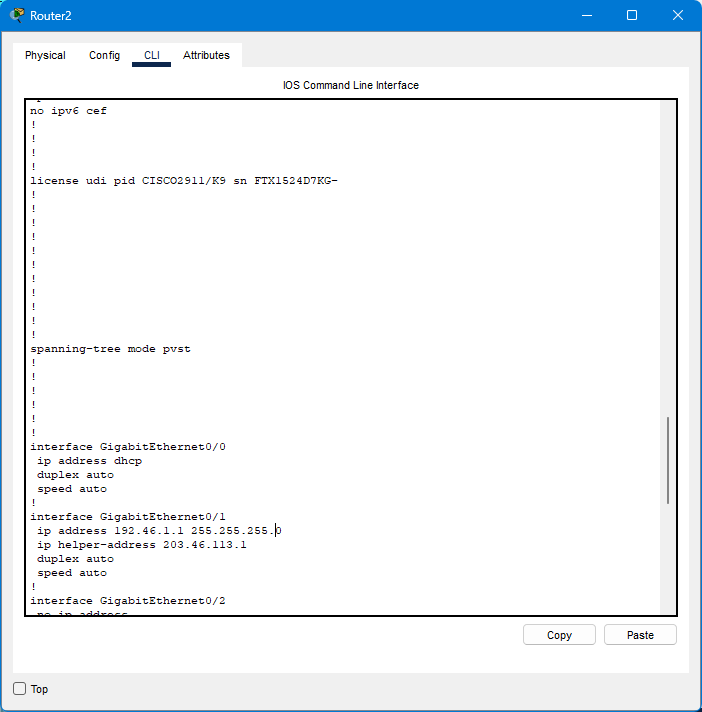 Router2
Physical Config CLI Attributes
IOS Command Line Interface
no ipv6 cef
!
!
!
!
license udi pid CISCO2911/K9 sn FTX1524D7KG-
!
!
!
!
!
!
!
!
!
!
!
spanning-tree mode pvst
!
!
!
!
!
!
interface GigabitEthernet0/0
ip address dhcp
duplex auto
speed auto
!
interface GigabitEthernet0/1
ip address 192.46.1.1 255.255.255.0
ip helper-address 203.46.113.1
duplex auto
speed auto
!
interface GigabitEthernet0/2
no ip address
Copy Paste
Top